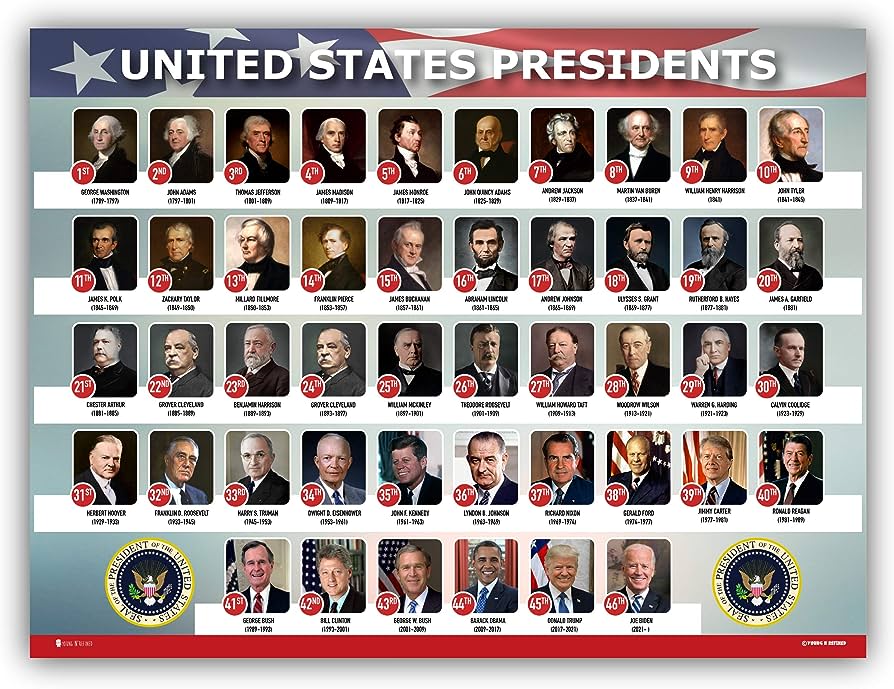 UNITED STATES PRESIDENTS
1ST 2ND 3RD 4TH 5TH 6TH 7TH 8TH 9TH 10TH
GEORGE WASHINGTON JOHN ADAMS THOMAS JEFFERSON JAMES MADISON JAMES MONROE JOHN QUINCY ADAMS ANDREW JACKSON MARTIN VAN BUREN WILLIAM HENRY HARRISON JOHN TYLER
(1789-1797) (1797-1801) (1801-1809) (1809-1817) (1817-1825) (1825-1829) (1829-1837) (1837-1841) (1841) (1841-1845)
11TH 12TH 13TH 14TH 15TH 16TH 17TH 18TH 19TH 20TH
JAMES K. POLK ZACHARY TAYLOR MILLARD FILLMORE FRANKLIN PIERCE JAMES BUCHANAN ABRAHAM LINCOLN ANDREW JOHNSON ULYSSES S. GRANT RUTHERFORD B. HAYES JAMES A. GARFIELD
(1845-1849) (1849-1850) (1850-1853) (1853-1857) (1857-1861) (1861-1865) (1865-1869) (1869-1877) (1877-1881) (1881)
21ST 22ND 23RD 24TH 25TH 26TH 27TH 28TH 29TH 30TH
CHESTER ARTHUR GROVER CLEVELAND BENJAMIN HARRISON GROVER CLEVELAND WILLIAM MCKINLEY THEODORE ROOSEVELT WILLIAM HOWARD TAFT WOODROW WILSON WARREN G. HARDING CALVIN COOLIDGE
(1881-1885) (1885-1889) (1889-1893) (1893-1897) (1897-1901) (1901-1909) (1909-1913) (1913-1921) (1921-1923) (1923-1929)
31ST 32ND 33RD 34TH 35TH 36TH 37TH 38TH 39TH 40TH
HERBERT HOOVER FRANKLIN D. ROOSEVELT HARRY S. TRUMAN DWIGHT D. EISENHOWER JOHN F. KENNEDY LYNDON B. JOHNSON RICHARD NIXON GERALD FORD JIMMY CARTER RONALD REAGAN
(1929-1933) (1933-1945) (1945-1953) (1953-1961) (1961-1963) (1963-1969) (1969-1974) (1974-1977) (1977-1981) (1981-1989)
SEAL OF THE PRESIDENT OF THE UNITED STATES
41ST 42ND 43RD 44TH 45TH 46TH
GEORGE BUSH BILL CLINTON GEORGE W. BUSH BARACK OBAMA DONALD TRUMP JOE BIDEN
(1989-1993) (1993-2001) (2001-2009) (2009-2017) (2017-2021) (2021- )
SEAL OF THE PRESIDENT OF THE UNITED STATES
YOUNG N REFINED
© YOUNG N REFINED